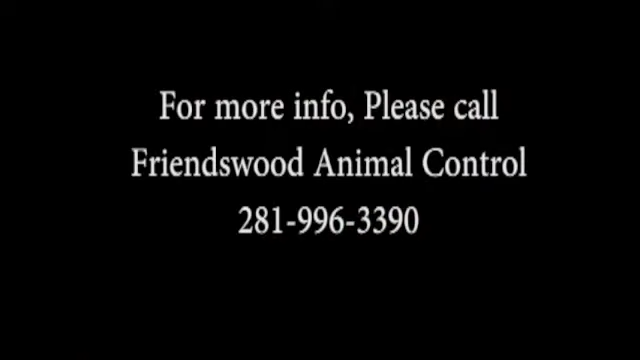 For more info, Please call
Friendswood Animal Control
281-996-3390